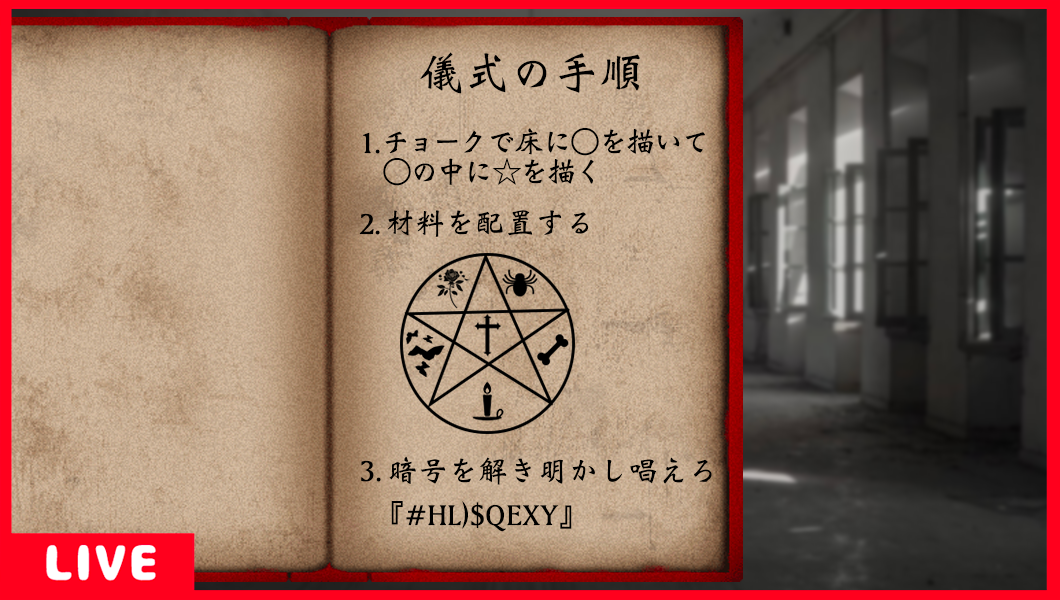 儀式の手順
1.チョークで床に◯を描いて
◯の中に☆を描く
2.材料を配置する
3.暗号を解き明かし唱えろ
『#HL)$QEXY』
LIVE